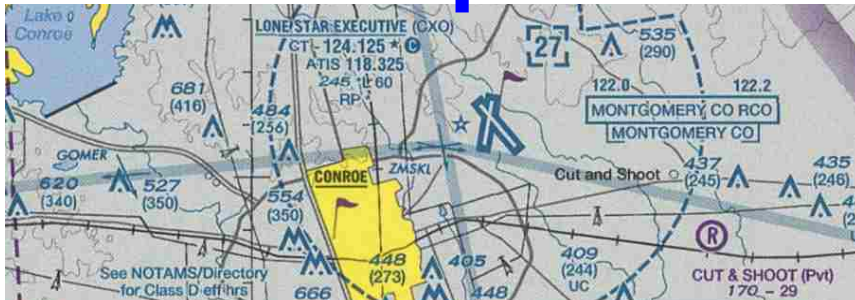 Lake
Conroe
LONE STAR EXECUTIVE (CXO)
CT - 124.125 * C
ATIS 118.325
245 *L 60
RP
27
535
(290)
681
(416)
484
(256)
122.0 122.2
MONTGOMERY CO RCO
MONTGOMERY CO
GOMER
CONROE
ZMSKL
Cut and Shoot
437
(245)
435
(246)
620
(340)
527
(350)
554
(350)
R
448
(273)
405
409
(244)
UC
See NOTAMS/Directory
for Class D eff hrs
666
448
CUT & SHOOT (Pvt)
170 - 29